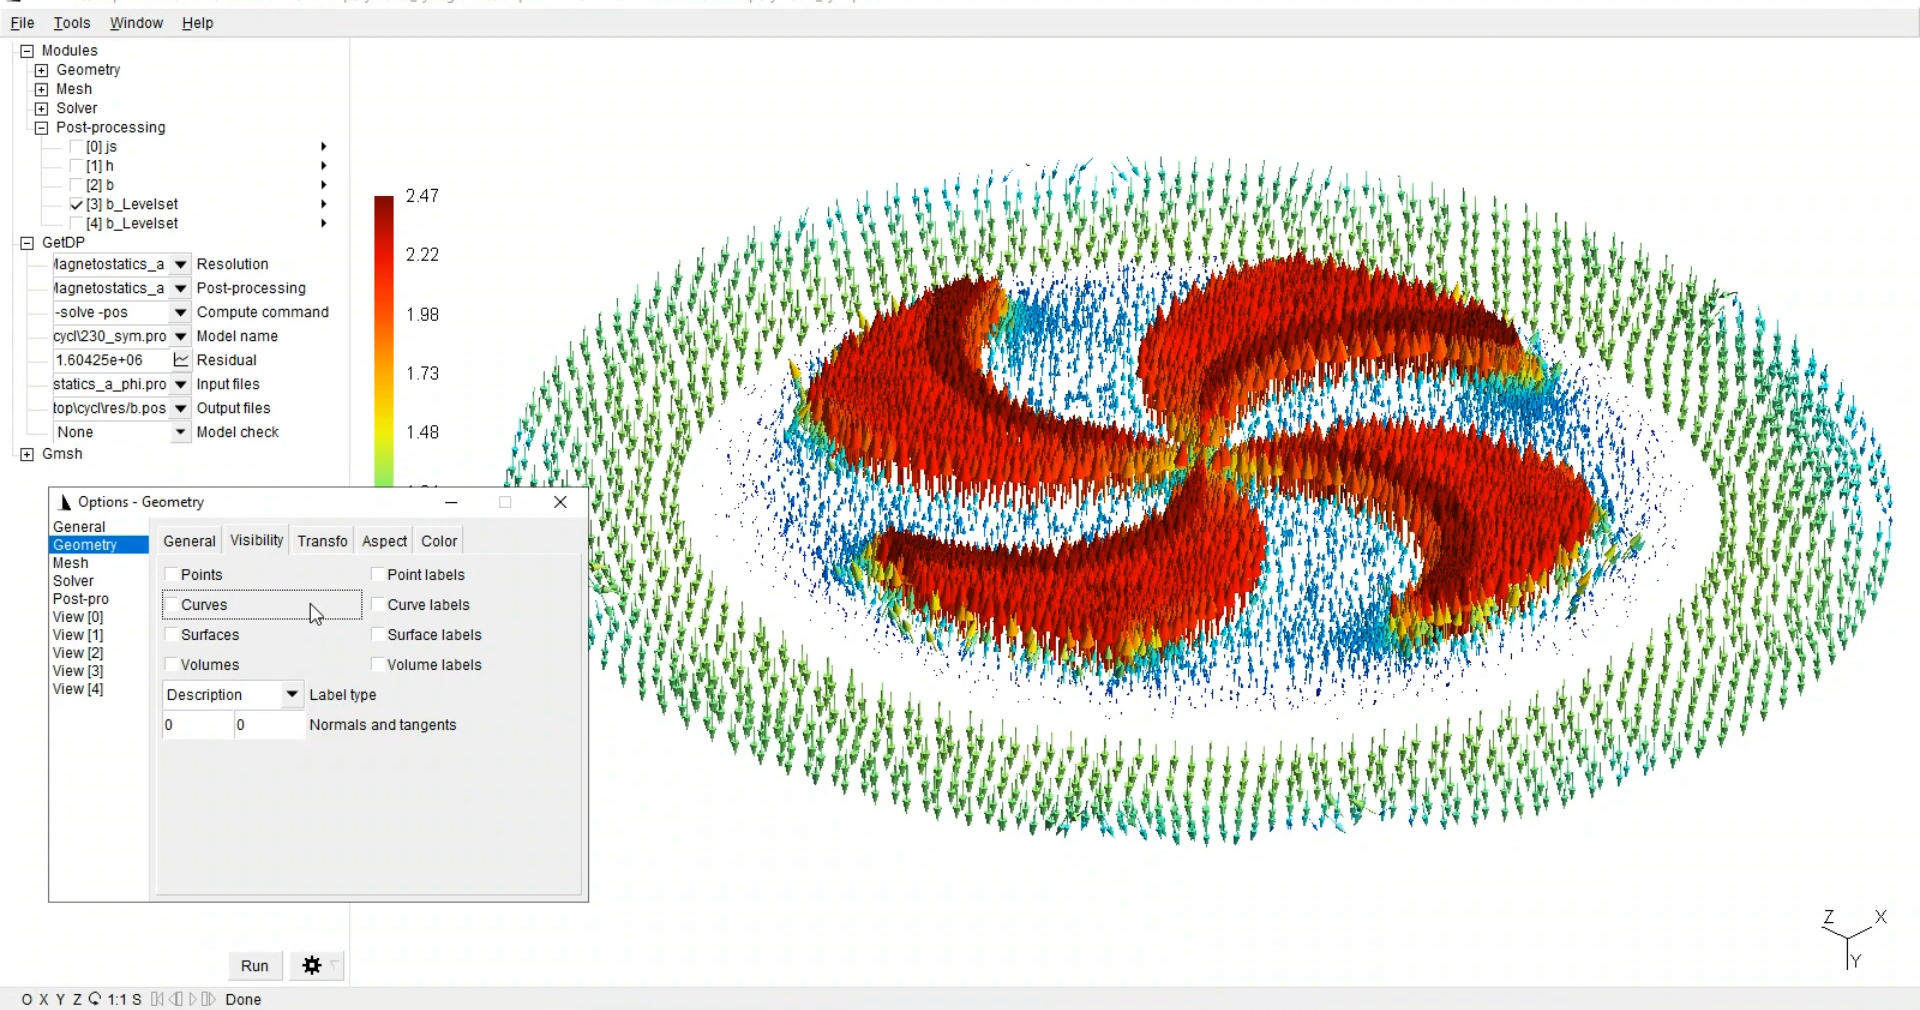 File Tools Window Help
Modules
Geometry
Mesh
Solver
Post-processing
[0] js
[1] h
[2] b
[3] b_Levelset
[4] b_Levelset
GetDP
Magnetostatics_a Resolution
Magnetostatics_a Post-processing
-solve -pos Compute command
cycl\230_sym.pro Model name
1.60425e+06 Residual
statics_a_phi.pro Input files
top\cycl\res/b.pos Output files
None Model check
Gmsh
2.47
2.22
1.98
1.73
1.48
Options - Geometry
General
Geometry
Mesh
Solver
Post-pro
View [0]
View [1]
View [2]
View [3]
View [4]
General Visibility Transfo Aspect Color
Points Point labels
Curves Curve labels
Surfaces Surface labels
Volumes Volume labels
Description Label type
0 0 Normals and tangents
Run
Z X
Y
O X Y Z 1:1 S Done